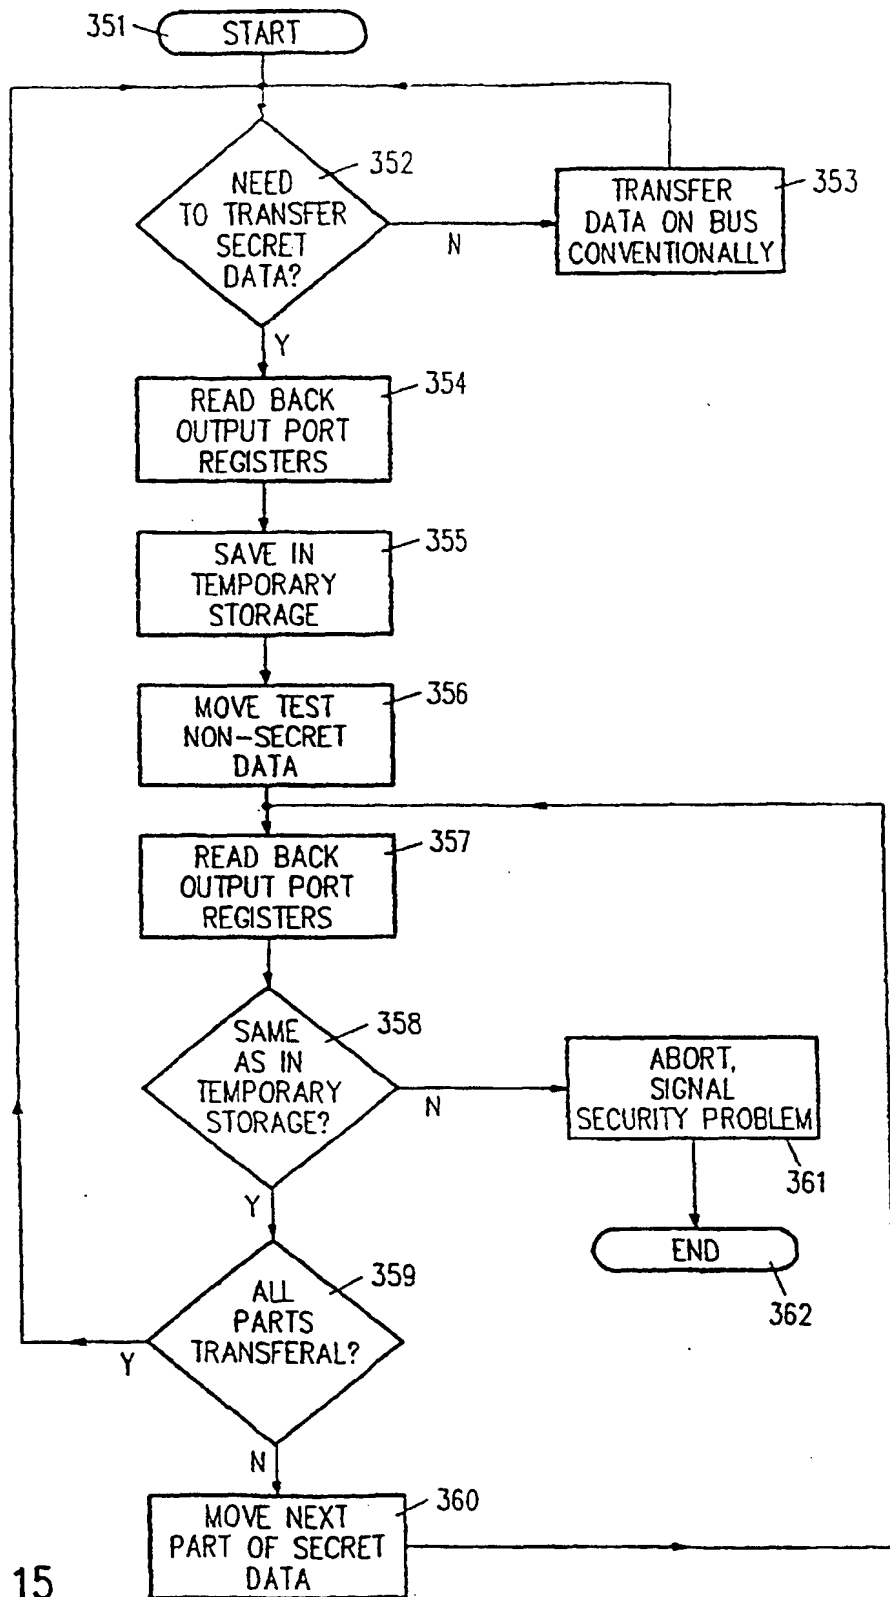 351
START
352
NEED
TO TRANSFER
SECRET
DATA?
N
TRANSFER
DATA ON BUS
CONVENTIONALLY
353
Y
READ BACK
OUTPUT PORT
REGISTERS
354
SAVE IN
TEMPORARY
STORAGE
355
MOVE TEST
NON-SECRET
DATA
356
READ BACK
OUTPUT PORT
REGISTERS
357
SAME
AS IN
TEMPORARY
STORAGE?
358
N
ABORT,
SIGNAL
SECURITY PROBLEM
361
Y
END
362
ALL
PARTS
TRANSFERAL?
359
Y
N
MOVE NEXT
PART OF SECRET
DATA
360
15